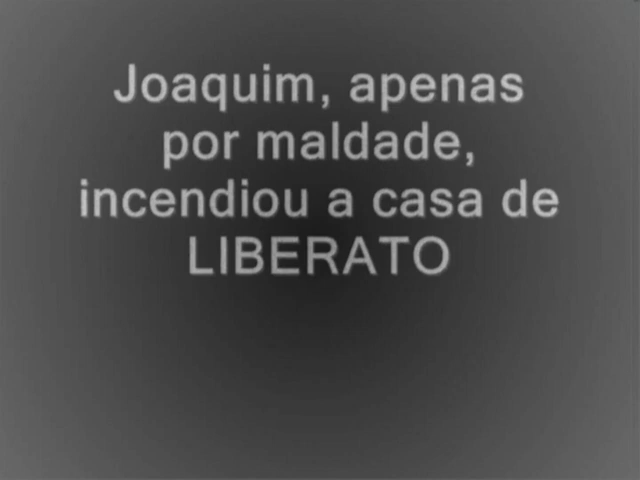 Joaquim, apenas
por maldade,
incendiou a casa de
LIBERATO